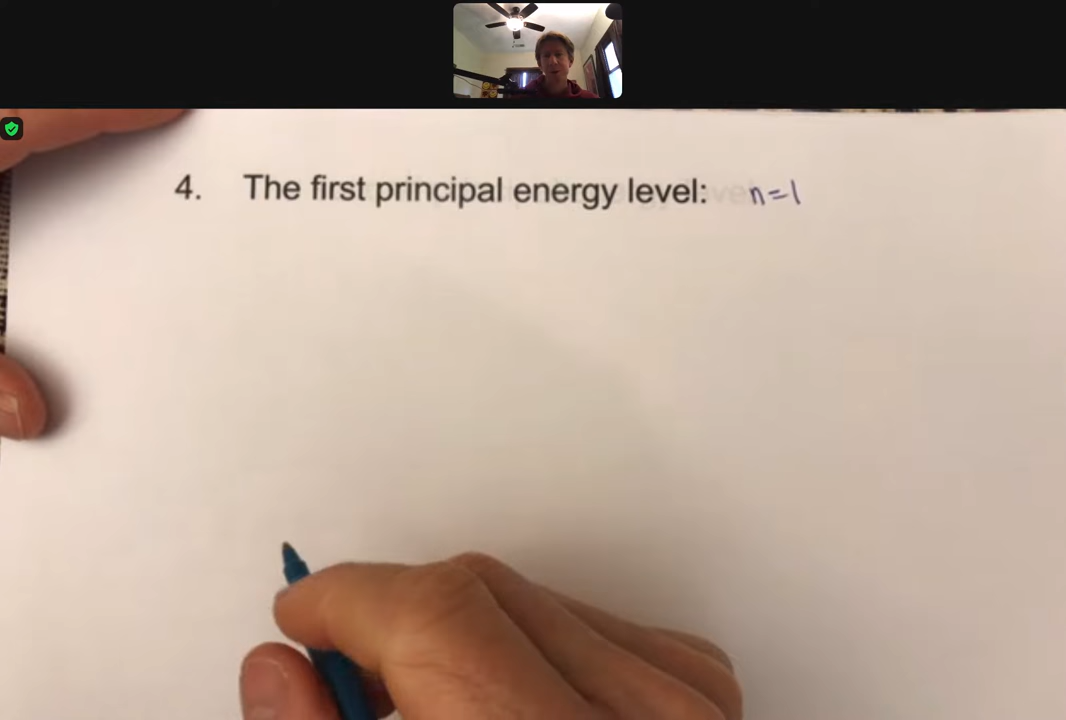 4. The first principal energy level: n=1